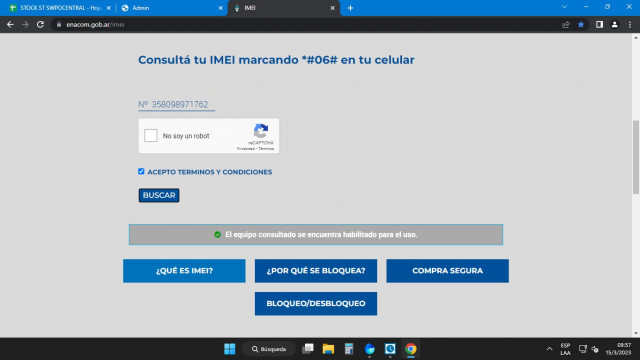 STOCK ST SWPOCENTRAL - Hoja
Admin
IMEI
enacom.gob.ar/imei
Consultá tu IMEI marcando *#06# en tu celular
Nº 358098971762
No soy un robot
reCAPTCHA
Privacidad - Términos
ACEPTO TERMINOS Y CONDICIONES
BUSCAR
El equipo consultado se encuentra habilitado para el uso.
¿QUÉ ES IMEI?
¿POR QUÉ SE BLOQUEA?
COMPRA SEGURA
BLOQUEO/DESBLOQUEO
Búsqueda
ESP
LAA
09:57
15/3/2023